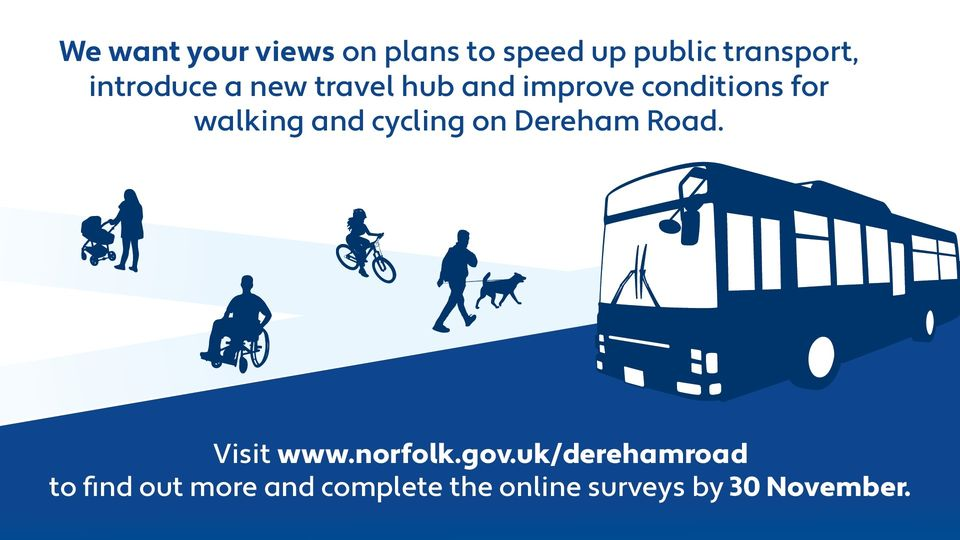 We want your views on plans to speed up public transport,
introduce a new travel hub and improve conditions for
walking and cycling on Dereham Road.
Visit www.norfolk.gov.uk/derehamroad
to find out more and complete the online surveys by 30 November.